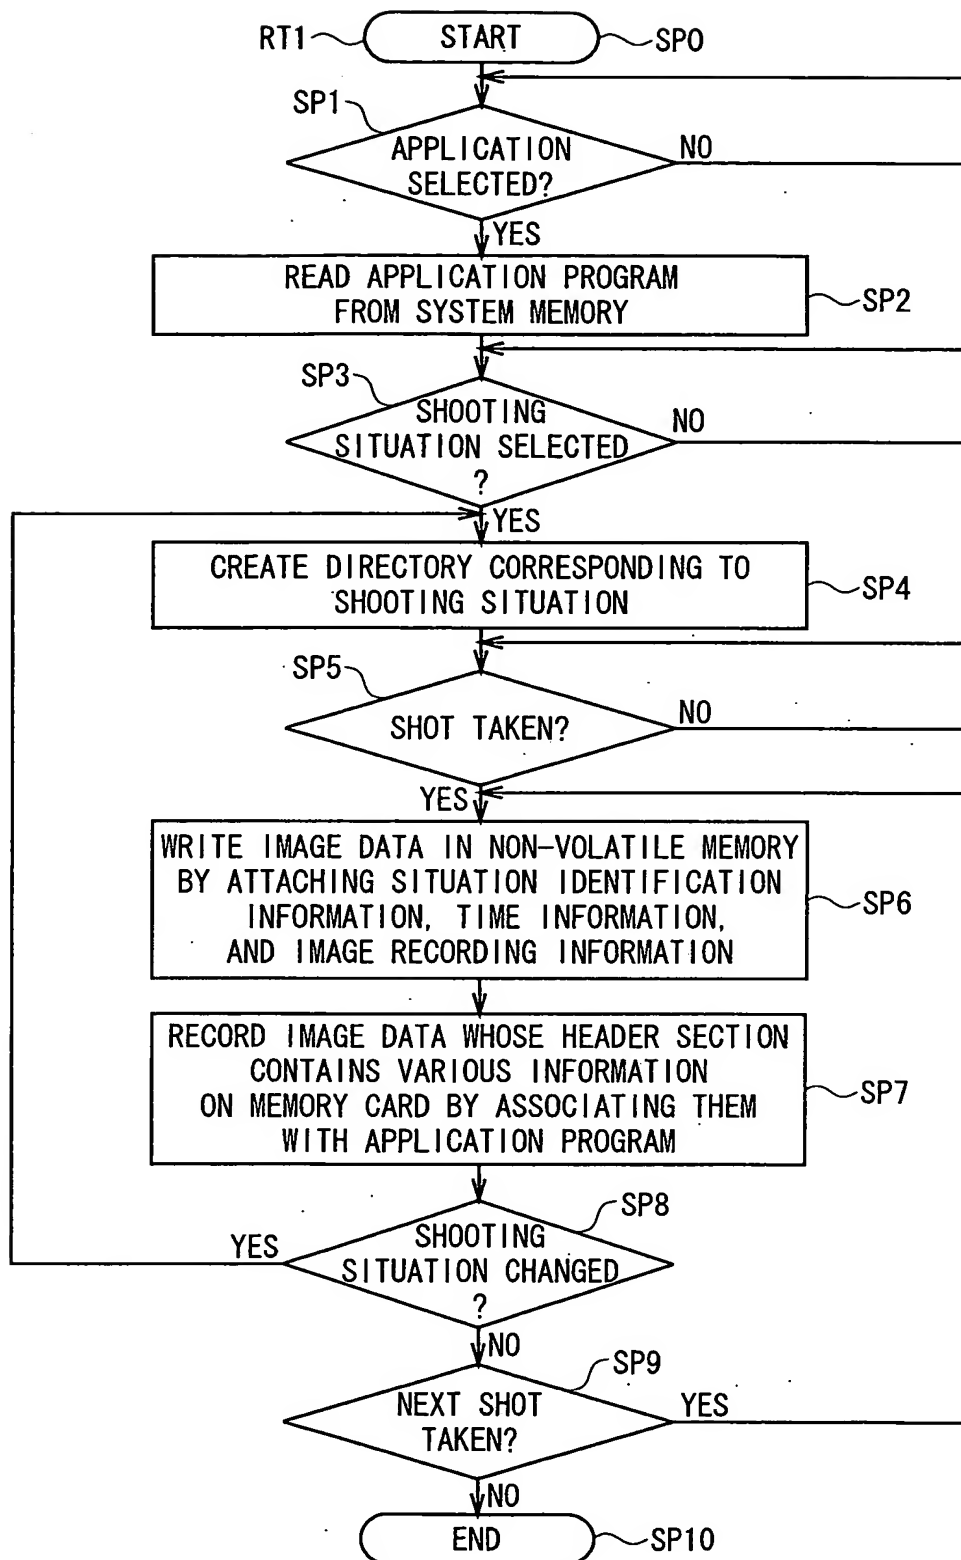 RT1
START
SP0
SP1
APPLICATION
SELECTED?
NO
YES
READ APPLICATION PROGRAM
FROM SYSTEM MEMORY
SP2
SP3
SHOOTING
SITUATION SELECTED
?
NO
YES
CREATE DIRECTORY CORRESPONDING TO
SHOOTING SITUATION
SP4
SP5
SHOT TAKEN?
NO
YES
WRITE IMAGE DATA IN NON-VOLATILE MEMORY
BY ATTACHING SITUATION IDENTIFICATION
INFORMATION, TIME INFORMATION,
AND IMAGE RECORDING INFORMATION
SP6
RECORD IMAGE DATA WHOSE HEADER SECTION
CONTAINS VARIOUS INFORMATION
ON MEMORY CARD BY ASSOCIATING THEM
WITH APPLICATION PROGRAM
SP7
SP8
YES
SHOOTING
SITUATION CHANGED
?
NO
SP9
NEXT SHOT
TAKEN?
YES
NO
END
SP10